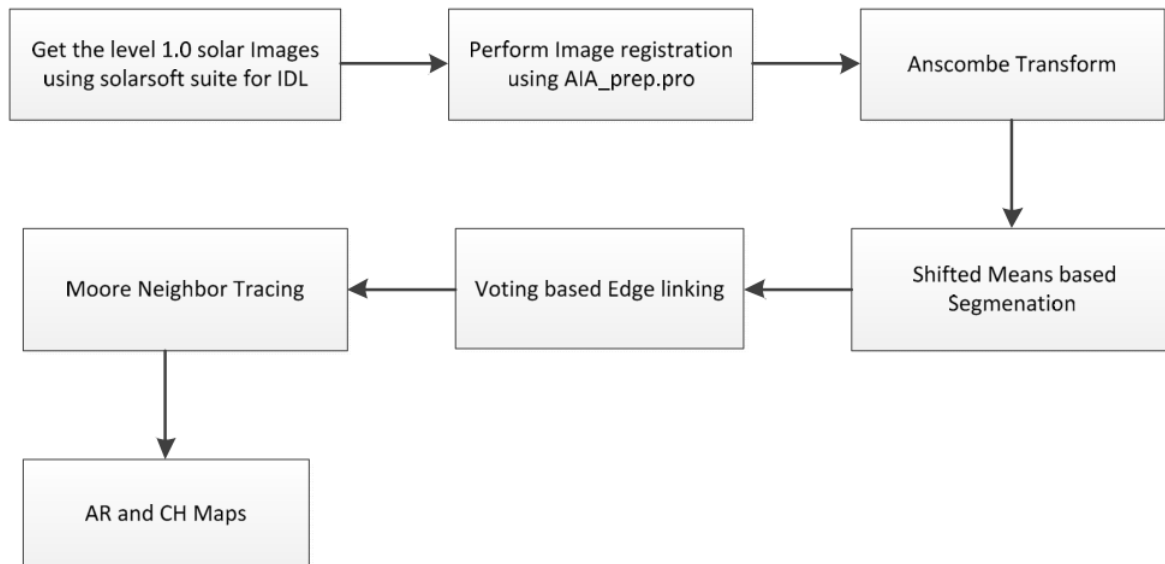 Get the level 1.0 solar Images
using solarsoft suite for IDL
Perform Image registration
using AIA_prep.pro
Anscombe Transform
Shifted Means based
Segmenation
Voting based Edge linking
Moore Neighbor Tracing
AR and CH Maps